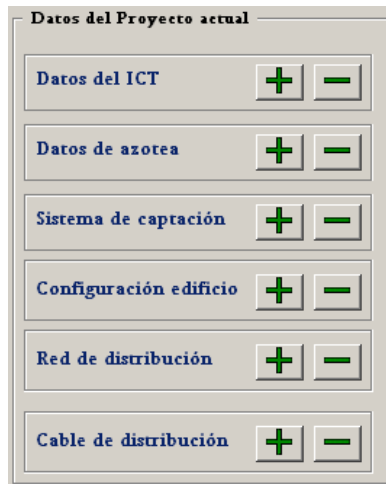 Datos del Proyecto actual
Datos del ICT
Datos de azotea
Sistema de captación
Configuración edificio
Red de distribución
Cable de distribución